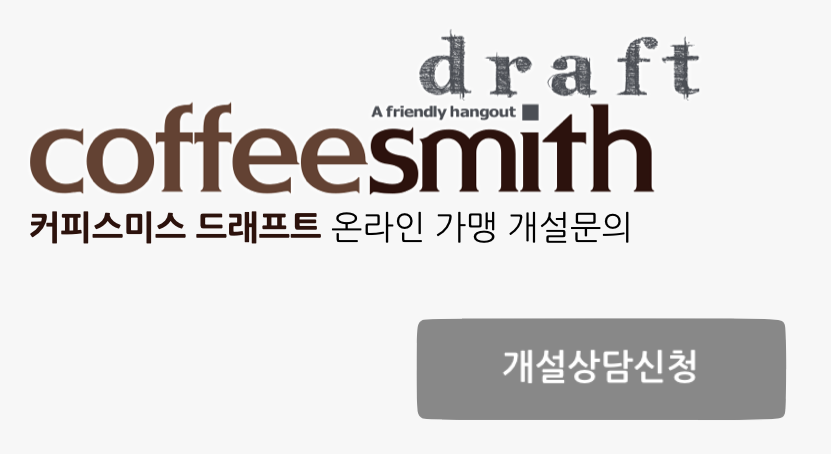 draft
A friendly hangout
coffeesmith
커피스미스 드래프트 온라인 가맹 개설문의
개설상담신청